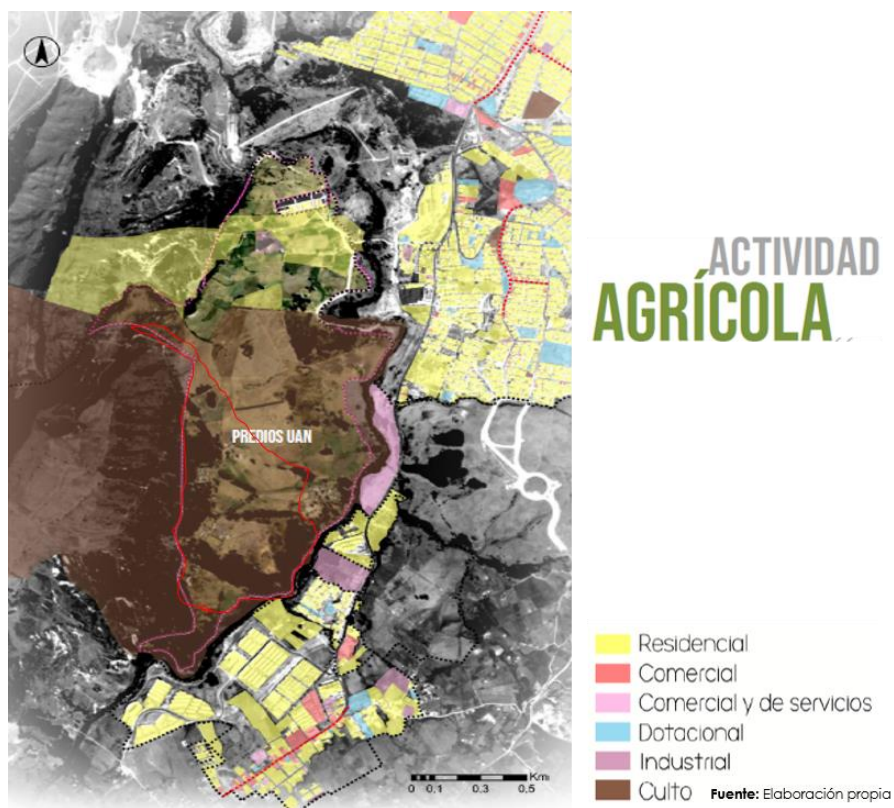 ACTIVIDAD
AGRÍCOLA
PREDIOS UAN
Residencial
Comercial
Comercial y de servicios
Dotacional
Industrial
Culto
Fuente: Elaboración propia
Km
0 0,1 0,3 0,5